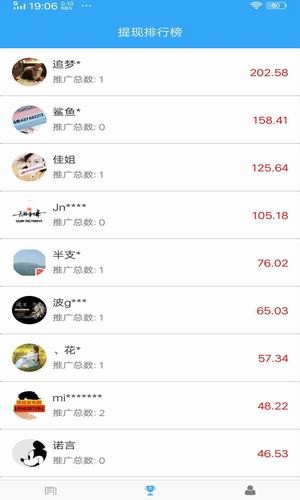 19:06
0.10
KB/s
提现排行榜
追梦*
推广总数: 1
202.58
鲨鱼*
推广总数: 0
158.41
佳姐
推广总数: 1
125.64
Jn****
推广总数: 0
105.18
半支*
推广总数: 1
76.02
波g***
推广总数: 1
65.03
、花*
推广总数: 1
57.34
mi*******
推广总数: 2
48.22
诺言
推广总数: 1
46.53